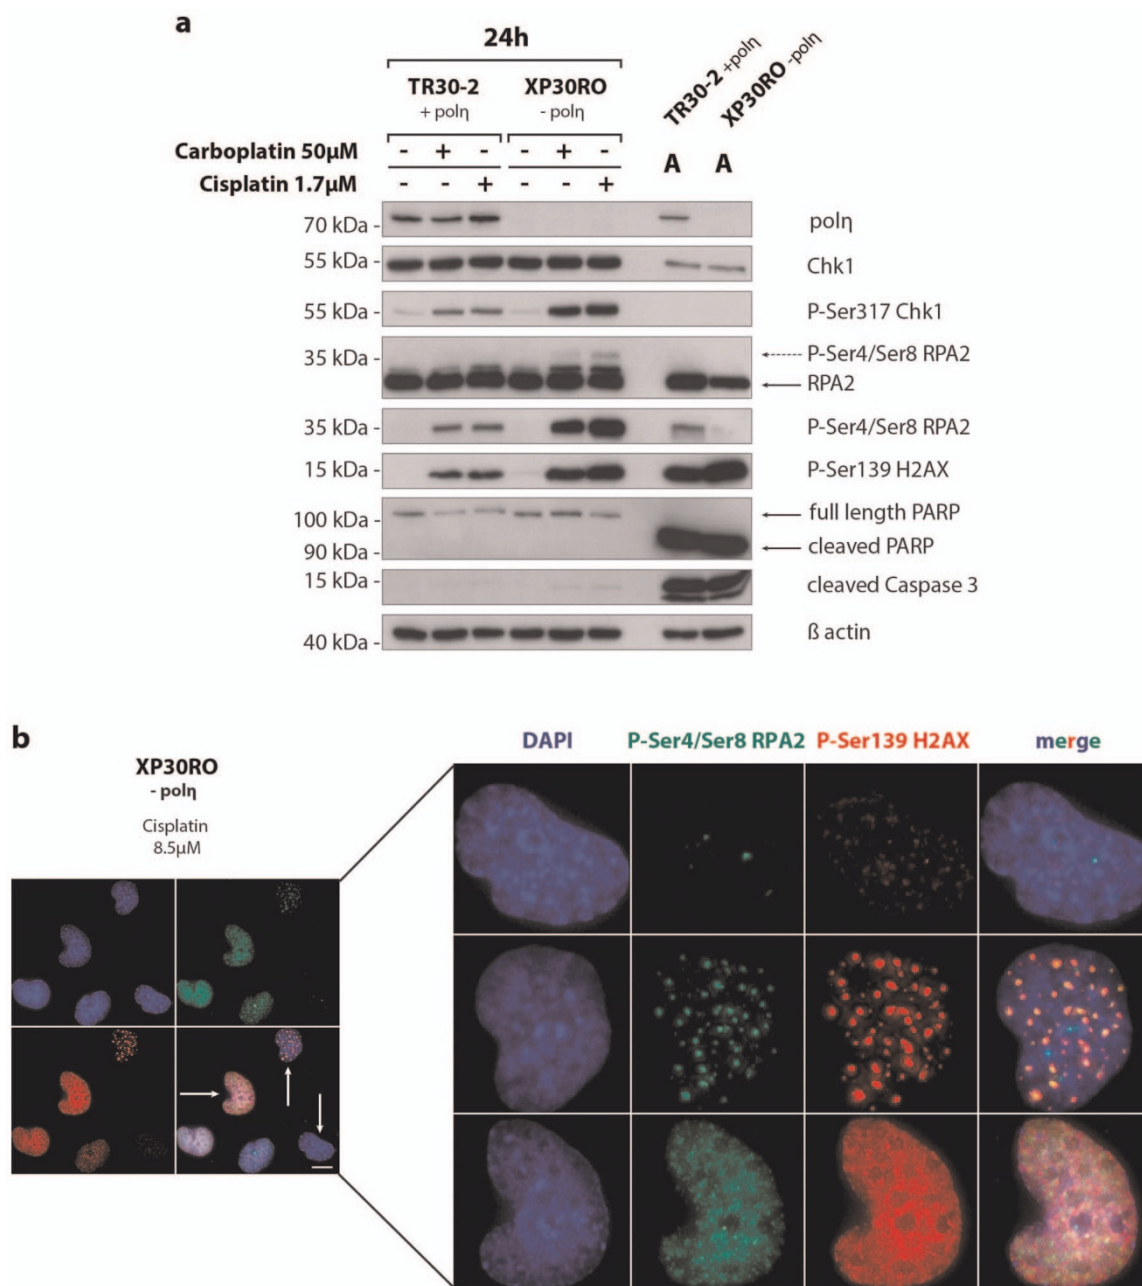 a
24h
TR30-2 XP30RO
+ polη - polη
TR30-2 +polη
XP30RO -polη
Carboplatin 50µM - + - - + - A A
Cisplatin 1.7µM - - + - - +
70 kDa - polη
55 kDa - Chk1
55 kDa - P-Ser317 Chk1
35 kDa - P-Ser4/Ser8 RPA2
RPA2
35 kDa - P-Ser4/Ser8 RPA2
15 kDa - P-Ser139 H2AX
100 kDa - full length PARP
90 kDa - cleaved PARP
15 kDa - cleaved Caspase 3
40 kDa - ß actin
b
XP30RO
- polη
Cisplatin
8.5µM
DAPI P-Ser4/Ser8 RPA2 P-Ser139 H2AX merge